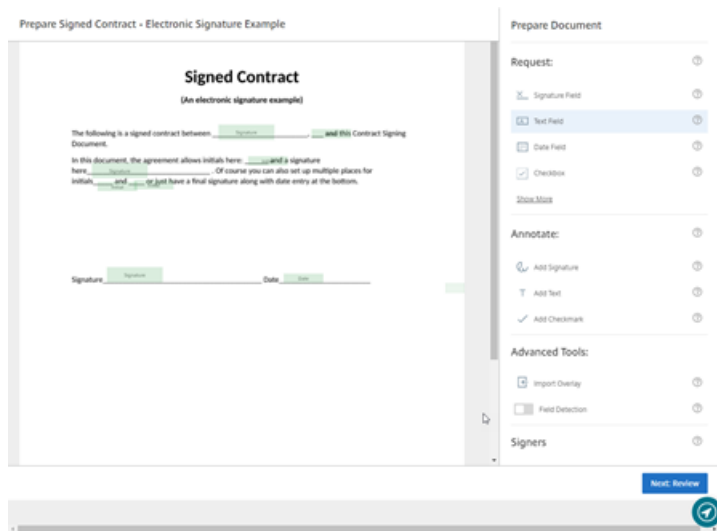 Prepare Signed Contract - Electronic Signature Example
Signed Contract
(An electronic signature example)
The following is a signed contract between Signature, and this Contract Signing
Document.
In this document, the agreement allows initials here: and a signature
here Signature. Of course you can also set up multiple places for
initials and or just have a final signature along with date entry at the bottom.
Signature Signature Date
Prepare Document
Request:
Signature Field
Text Field
Date Field
Checkbox
Show More
Annotate:
Add Signature
Add Text
Add Checkmark
Advanced Tools:
Import Overlay
Field Detection
Signers
Next: Review